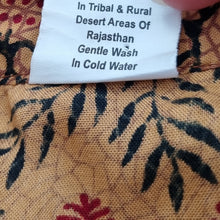 In Tribal & Rural
Desert Areas Of
Rajasthan
Gentle Wash
In Cold Water